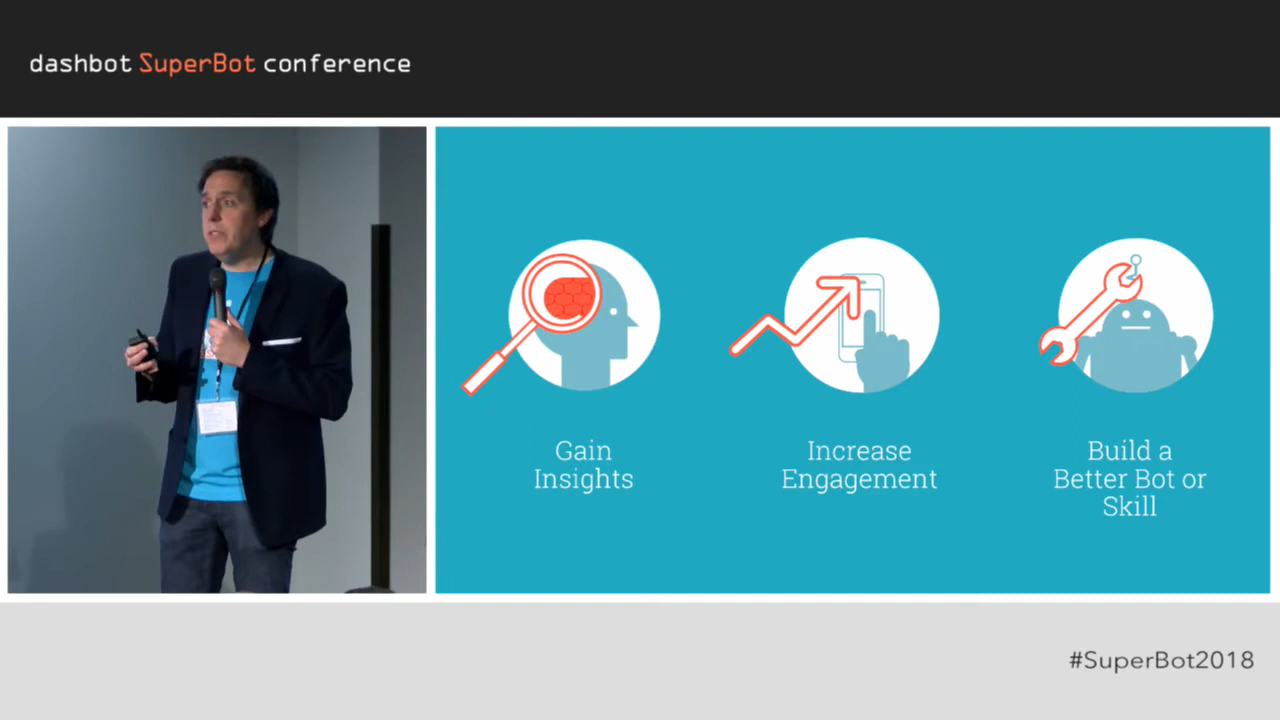 dashbot SuperBot conference
Gain
Insights
Increase
Engagement
Build a
Better Bot or
Skill
#SuperBot2018